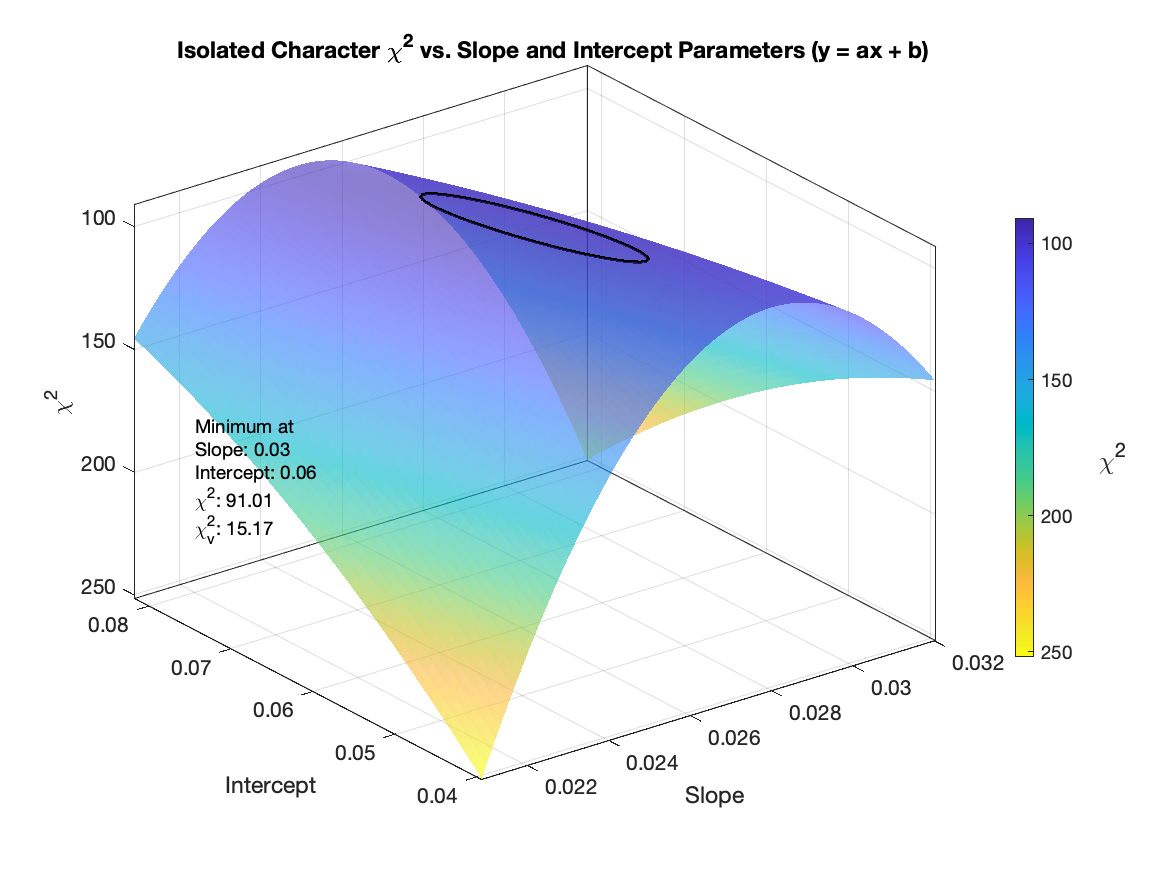 Isolated Character χ² vs. Slope and Intercept Parameters (y = ax + b)
100
150
200
250
χ²
Minimum at
Slope: 0.03
Intercept: 0.06
χ²: 91.01
χ²ᵥ: 15.17
0.08
0.07
0.06
0.05
0.04
Intercept
0.022
0.024
0.026
0.028
0.03
0.032
Slope
100
150
200
250
χ²